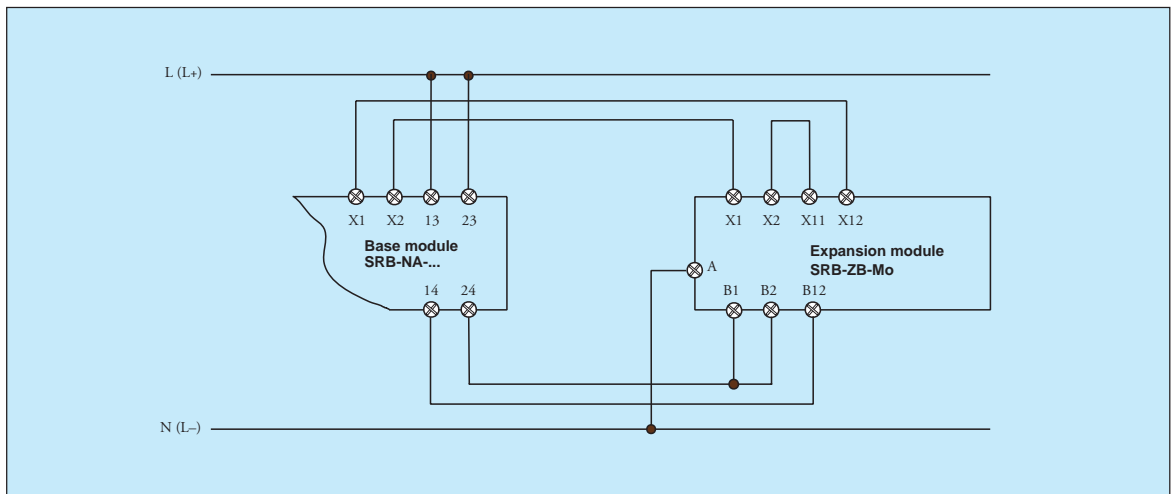 L (L+)
X1 X2 13 23
X1 X2 X11 X12
Base module
SRB-NA-...
Expansion module
SRB-ZB-Mo
A
14 24
B1 B2 B12
N (L–)